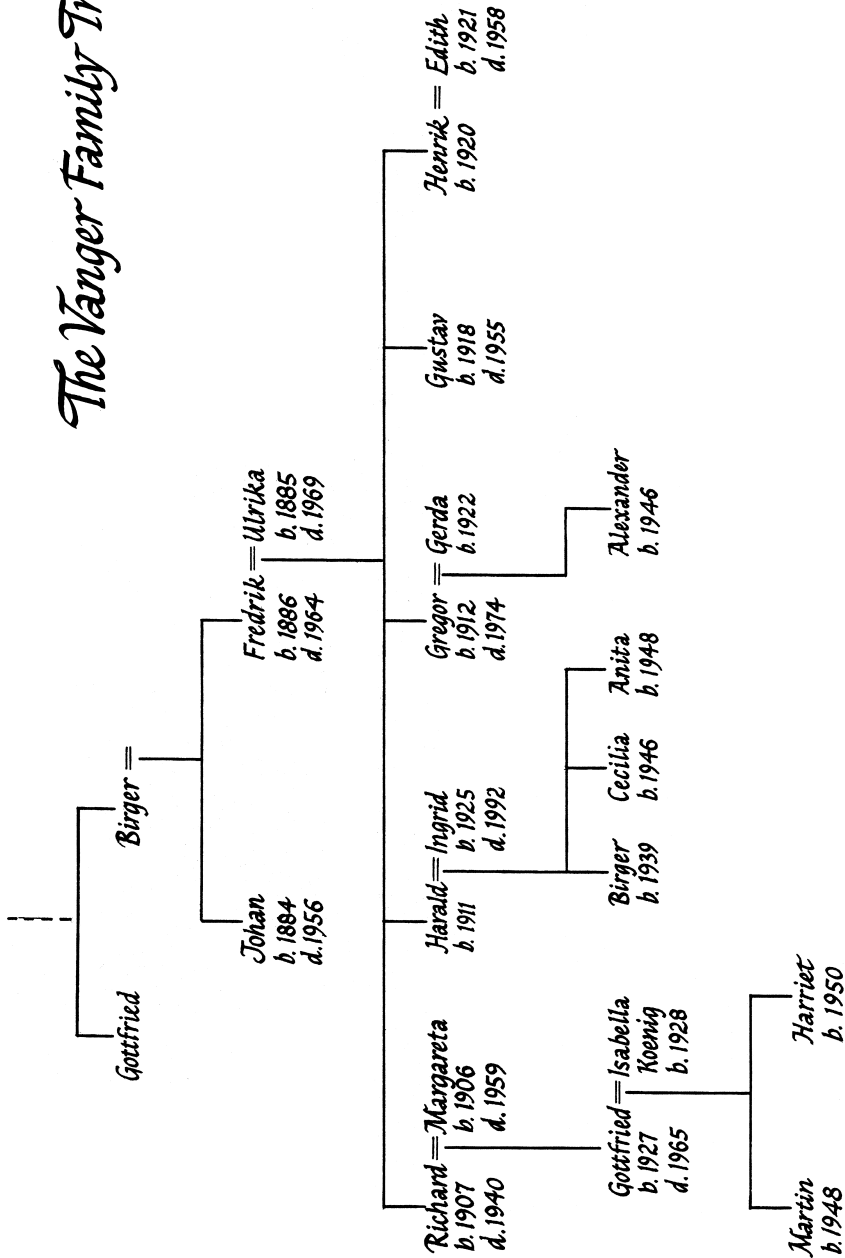 The Vanger Family Tr
Gottfried
Birger =
Johan
b. 1884
d. 1956
Fredrik = Ulrika
b. 1886
d. 1964
b. 1885
d. 1969
Richard = Margareta
b. 1907
d. 1940
b. 1906
d. 1959
Harald = Ingrid
b. 1911
b. 1925
d. 1992
Gregor = Gerda
b. 1912
d. 1974
b. 1922
Gustav
b. 1918
d. 1955
Henrik = Edith
b. 1920
b. 1921
d. 1958
Gottfried = Isabella
Koenig
b. 1927
d. 1965
b. 1928
Birger
b. 1939
Cecilia
b. 1946
Anita
b. 1948
Alexander
b. 1946
Martin
b. 1948
Harriet
b. 1950